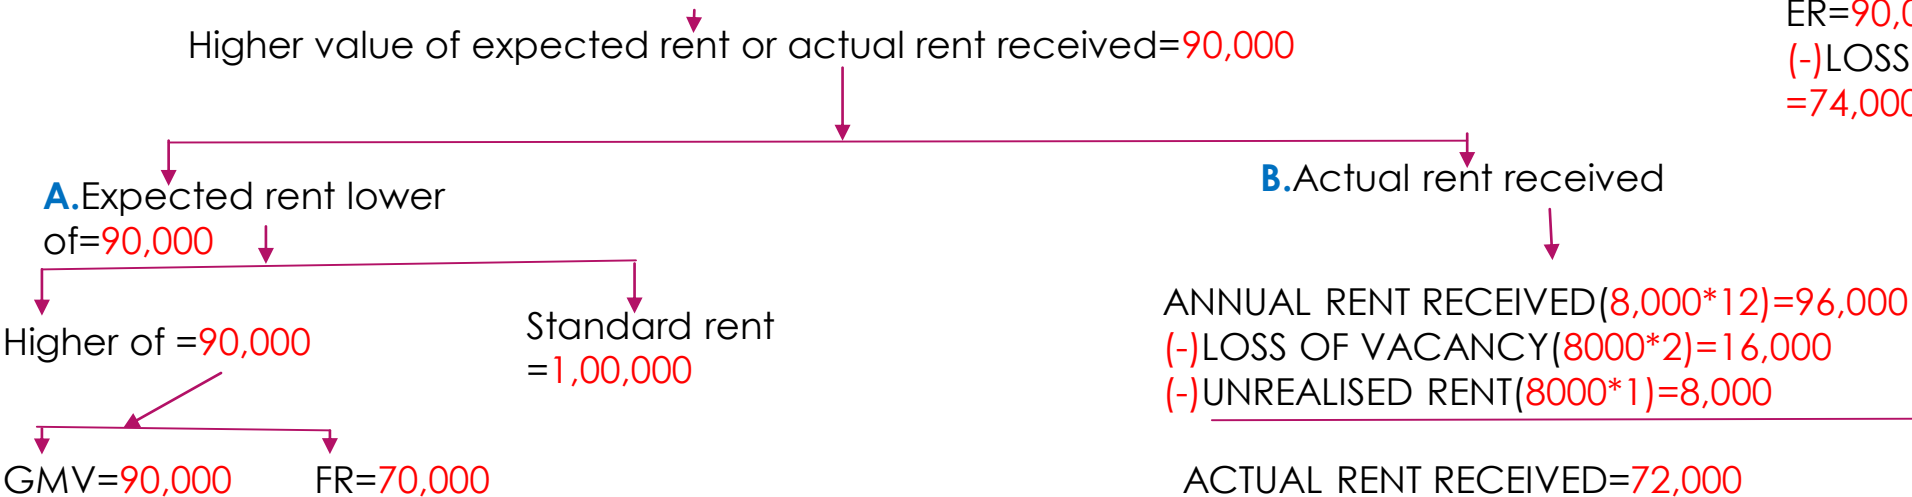 Higher value of expected rent or actual rent received=90,000
(-)LOSS
=74,000
A.Expected rent lower
of=90,000
Higher of =90,000
Standard rent
=1,00,000
GMV=90,000
FR=70,000
B.Actual rent received
ANNUAL RENT RECEIVED(8,000*12)=96,000
(-)LOSS OF VACANCY(8000*2)=16,000
(-)UNREALISED RENT(8000*1)=8,000
ACTUAL RENT RECEIVED=72,000